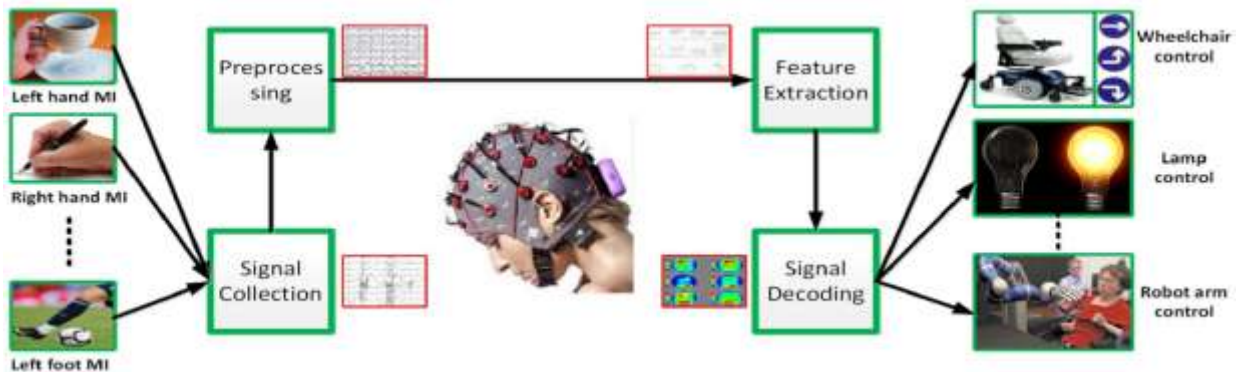 Left hand MI
Right hand MI
Left foot MI
Preproces
sing
Signal
Collection
Feature
Extraction
Signal
Decoding
Wheelchair
control
Lamp
control
Robot arm
control